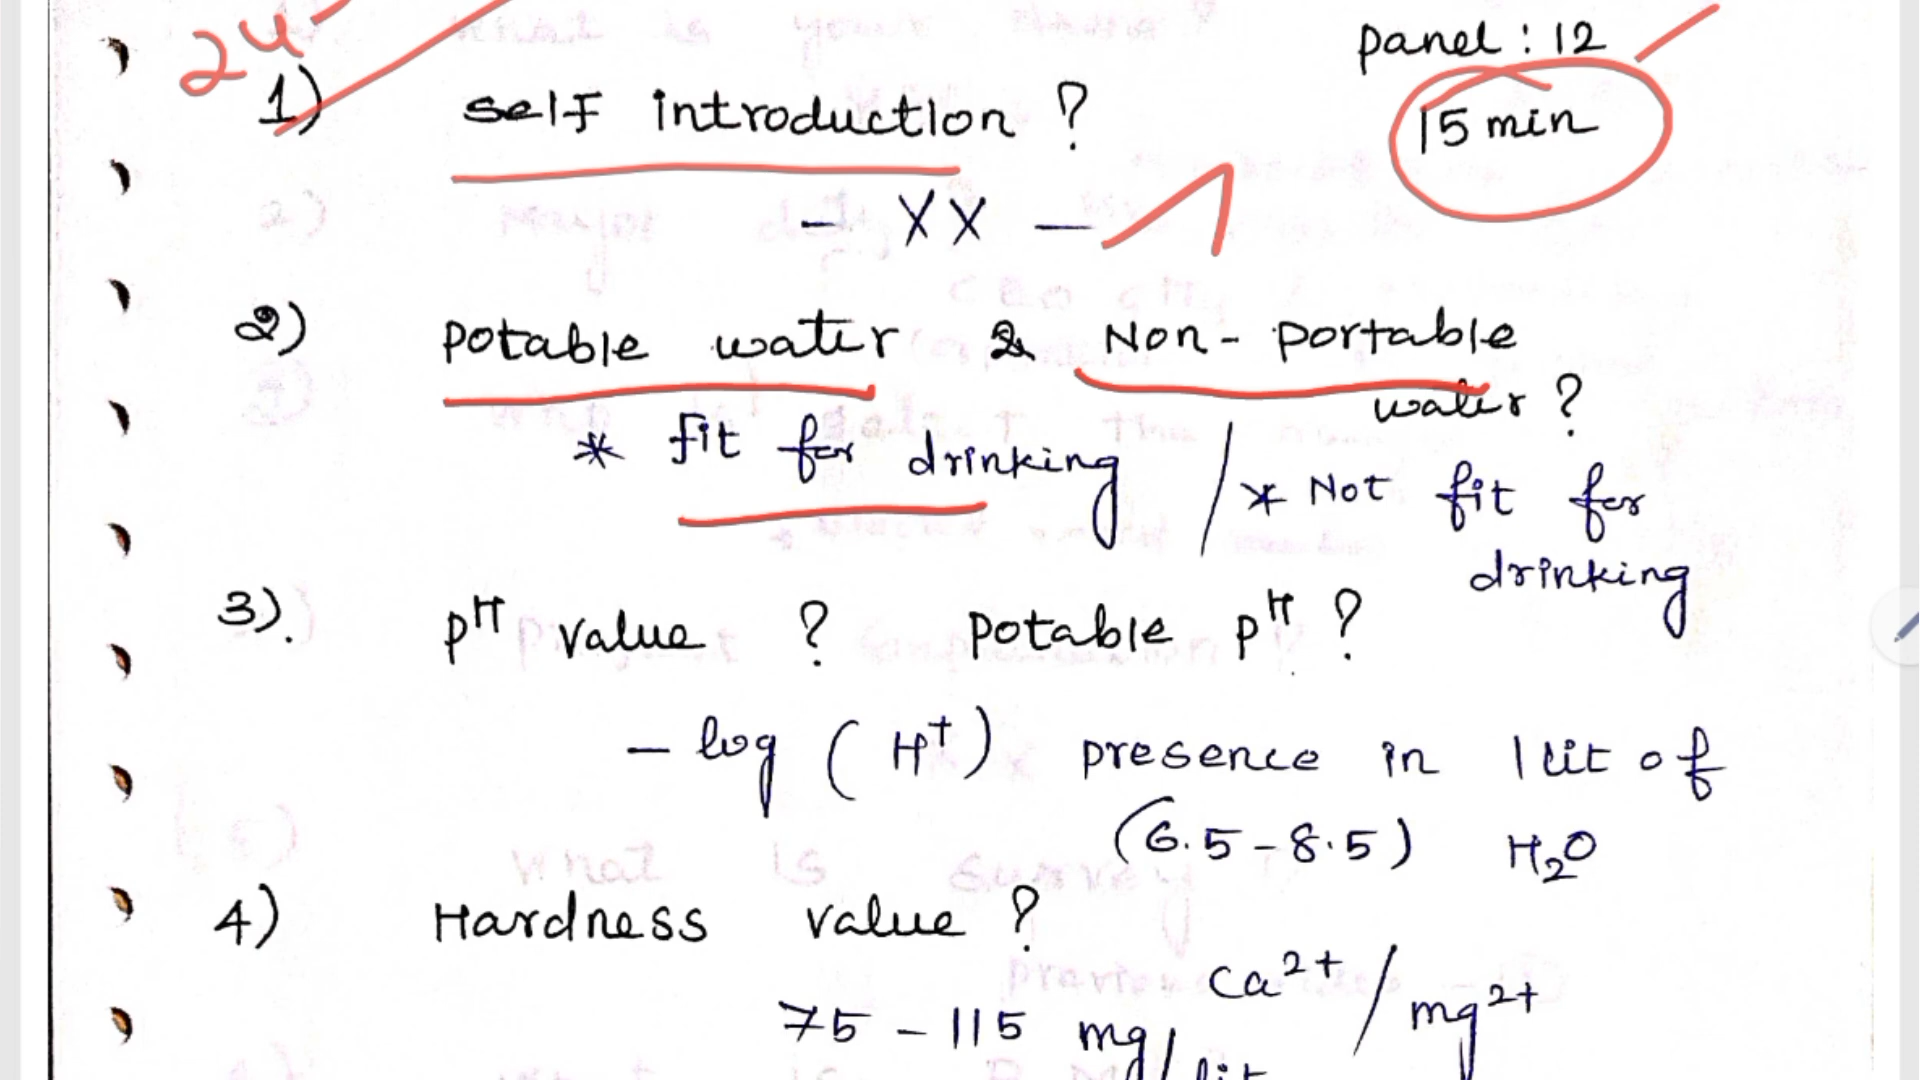 24
panel : 12
1) self introduction ?
15 min
- XX -
2) potable water & Non- portable
water ?
* fit for drinking / * Not fit for
drinking
3). pH value ? potable pH ?
- log ( H+ ) presence in 1 lit of
(6.5 - 8.5) H2O
4) Hardness value ?
Ca2+ / mg2+
75 - 115 mg/lit